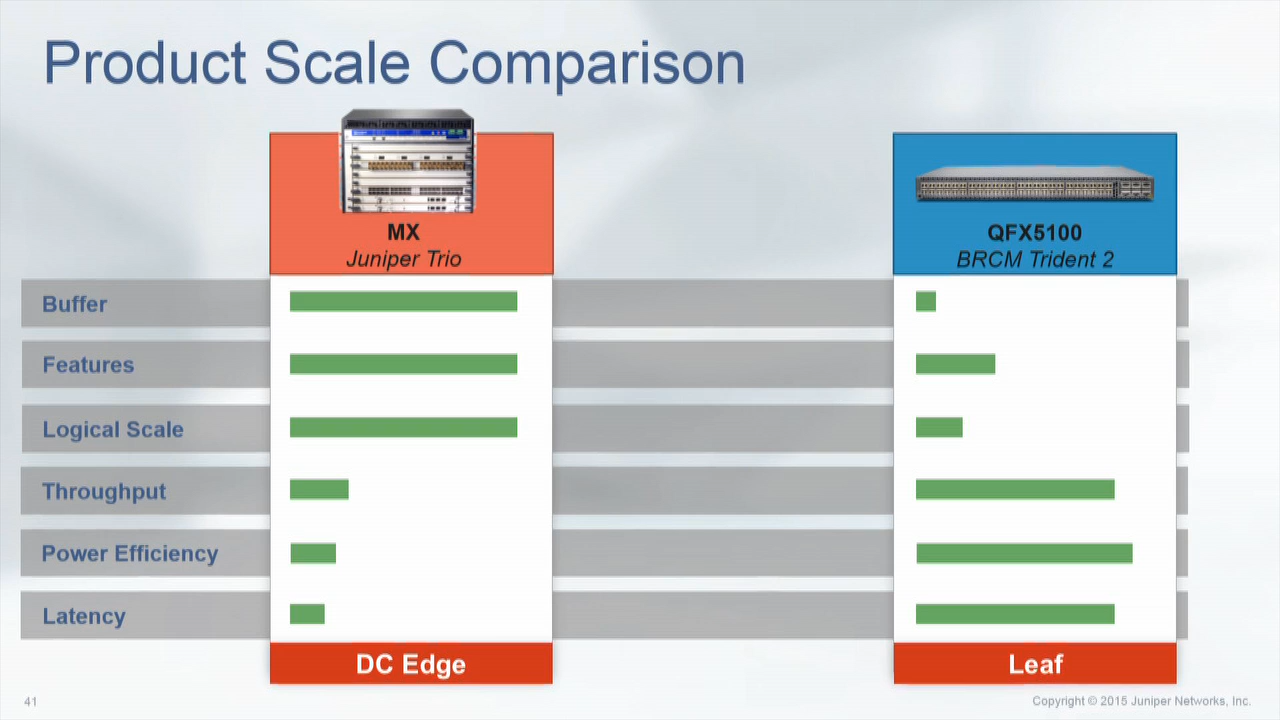 Product Scale Comparison
MX
Juniper Trio
QFX5100
BRCM Trident 2
Buffer
Features
Logical Scale
Throughput
Power Efficiency
Latency
DC Edge
Leaf
41
Copyright © 2015 Juniper Networks, Inc.